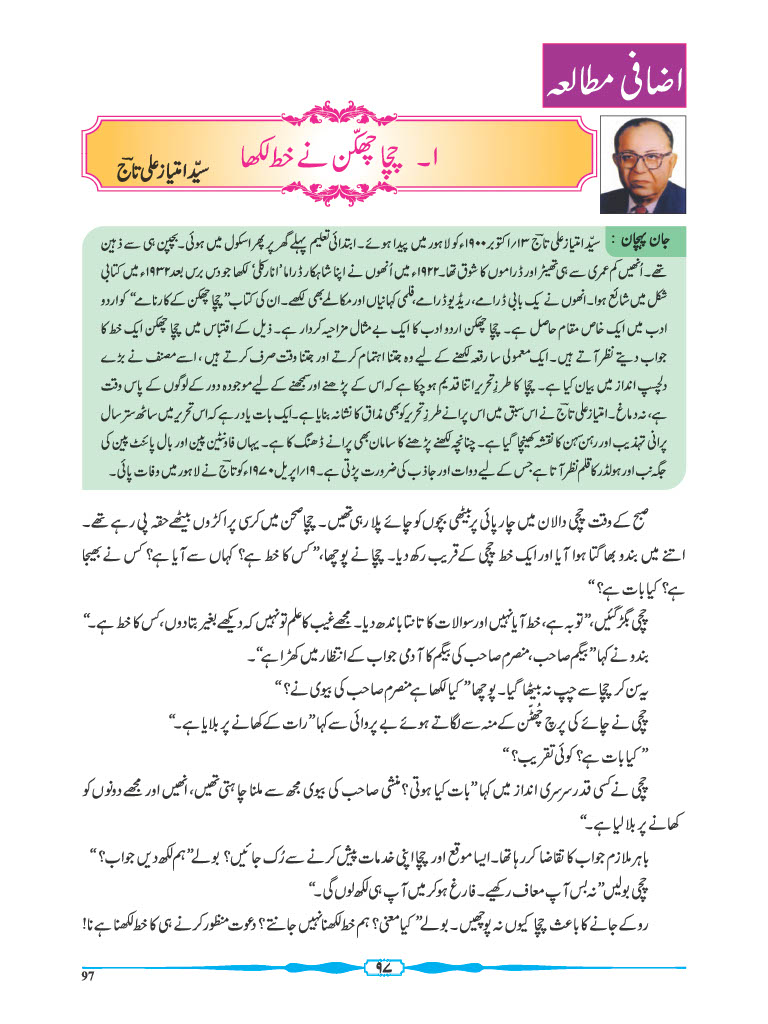 اضافی مطالعہ
۱۔ چچا چھکّن نے خط لکھا
سیّد امتیاز علی تاجؔ
جان پہچان : سیّد امتیاز علی تاجؔ ۱۳؍اکتوبر ۱۹۰۰ء کو لاہور میں پیدا ہوئے۔ ابتدائی تعلیم پہلے گھر پر پھر اسکول میں ہوئی۔ بچپن ہی سے ذہین
تھے۔ اُنھیں کم عمری سے ہی تھیٹر اور ڈراموں کا شوق تھا۔ ۱۹۲۲ء میں اُنھوں نے اپنا شاہکار ڈراما ’انارکلی‘ لکھا جو دس برس بعد ۱۹۳۲ء میں کتابی
شکل میں شائع ہوا۔ انھوں نے یک بابی ڈرامے، ریڈیو ڈرامے، فلمی کہانیاں اور مکالمے بھی لکھے۔ ان کی کتاب ”چچا چھکن کے کارنامے“ کو اردو
ادب میں ایک خاص مقام حاصل ہے۔ چچا چھکن اردو ادب کا ایک بے مثال مزاحیہ کردار ہے۔ ذیل کے اقتباس میں چچا چھکن ایک خط کا
جواب دیتے نظر آتے ہیں۔ ایک معمولی سا رقعہ لکھنے کے لیے وہ جتنا اہتمام کرتے اور جتنا وقت صرف کرتے ہیں، اسے مصنف نے بڑے
دلچسپ انداز میں بیان کیا ہے۔ چچا کا طرزِ تحریر اتنا قدیم ہو چکا ہے کہ اس کے پڑھنے اور سمجھنے کے لیے موجودہ دور کے لوگوں کے پاس وقت
ہے، نہ دماغ۔ امتیاز علی تاجؔ نے اس سبق میں اس پرانے طرزِ تحریر کو بھی مذاق کا نشانہ بنایا ہے۔ ایک بات یاد رہے کہ اس تحریر میں ساٹھ ستر سال
پرانی تہذیب اور رہن سہن کا نقشہ کھینچا گیا ہے۔ چنانچہ لکھنے پڑھنے کا سامان بھی پرانے ڈھنگ کا ہے۔ یہاں فاونٹین پین اور بال پائنٹ پین کی
جگہ نب اور ہولڈر کا قلم نظر آتا ہے جس کے لیے دوات اور جاذب کی ضرورت پڑتی ہے۔ ۱۹؍اپریل ۱۹۷۰ء کو تاجؔ نے لاہور میں وفات پائی۔
صبح کے وقت چچی دالان میں چارپائی پر بیٹھی بچوں کو چائے پلا رہی تھیں۔ چچا صحن میں کرسی پر اکڑوں بیٹھے حقہ پی رہے تھے۔
اتنے میں بندو بھاگتا ہوا آیا اور ایک خط چچی کے قریب رکھ دیا۔ چچا نے پوچھا، ”کس کا خط ہے؟ کہاں سے آیا ہے؟ کس نے بھیجا
ہے؟ کیا بات ہے؟“
چچی بگڑ گئیں، ”توبہ ہے، خط آیا نہیں اور سوالات کا تانتا باندھ دیا۔ مجھے غیب کا علم تو نہیں کہ دیکھے بغیر بتا دوں، کس کا خط ہے۔“
بندو نے کہا ”بیگم صاحب، منصرم صاحب کی بیگم کا آدمی جواب کے انتظار میں کھڑا ہے“۔
یہ سن کر چچا سے چپ نہ بیٹھا گیا۔ پوچھا ”کیا لکھا ہے منصرم صاحب کی بیوی نے؟“
چچی نے چائے کی پرچ چُھٹّن کے منہ سے لگاتے ہوئے بے پروائی سے کہا ”رات کے کھانے پر بلایا ہے۔“
”کیا بات ہے؟ کوئی تقریب؟“
چچی نے کسی قدر سرسری انداز میں کہا ”بات کیا ہوتی؟ منشی صاحب کی بیوی مجھ سے ملنا چاہتی تھیں، انھیں اور مجھے دونوں کو
کھانے پر بلا لیا ہے۔“
باہر ملازم جواب کا تقاضا کر رہا تھا۔ ایسا موقع اور چچا اپنی خدمات پیش کرنے سے رُک جائیں؟ بولے ”ہم لکھ دیں جواب؟“
چچی بولیں ”نہ بس آپ معاف رکھیے۔ فارغ ہو کر میں آپ ہی لکھ لوں گی۔“
روکے جانے کا باعث چچا کیوں نہ پوچھیں۔ بولے ”کیا معنی؟ ہم خط لکھنا نہیں جانتے؟ دعوت منظور کرنے ہی کا خط لکھنا ہے نا!
۹۷
97